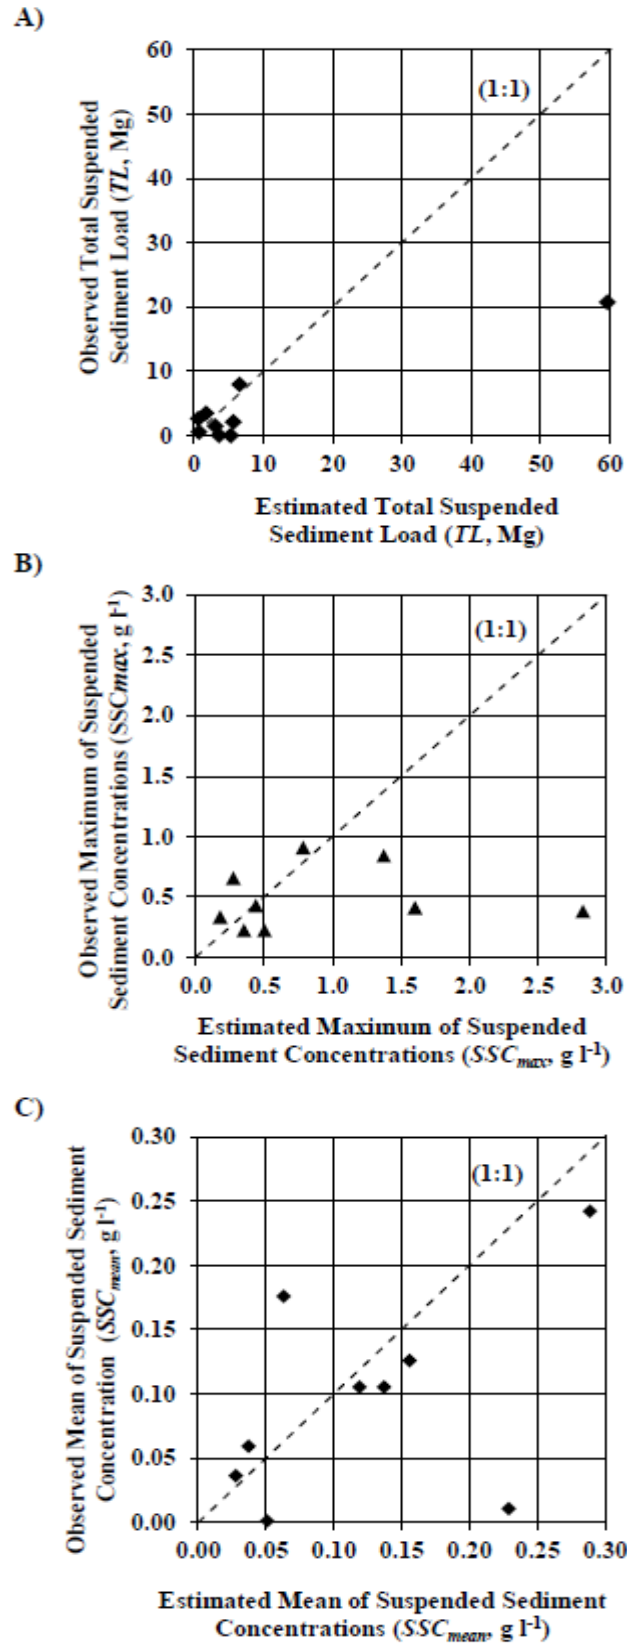 A)
Observed Total Suspended
Sediment Load (TL, Mg)
60
50
40
30
20
10
0
(1:1)
0 10 20 30 40 50 60
Estimated Total Suspended
Sediment Load (TL, Mg)
B)
Observed Maximum of Suspended
Sediment Concentrations (SSCmax, g l-1)
3.0
2.5
2.0
1.5
1.0
0.5
0.0
(1:1)
0.0 0.5 1.0 1.5 2.0 2.5 3.0
Estimated Maximum of Suspended
Sediment Concentrations (SSCmax, g l-1)
C)
Observed Mean of Suspended Sediment
Concentration (SSCmean, g l-1)
0.30
0.25
0.20
0.15
0.10
0.05
0.00
(1:1)
0.00 0.05 0.10 0.15 0.20 0.25 0.30
Estimated Mean of Suspended Sediment
Concentrations (SSCmean, g l-1)